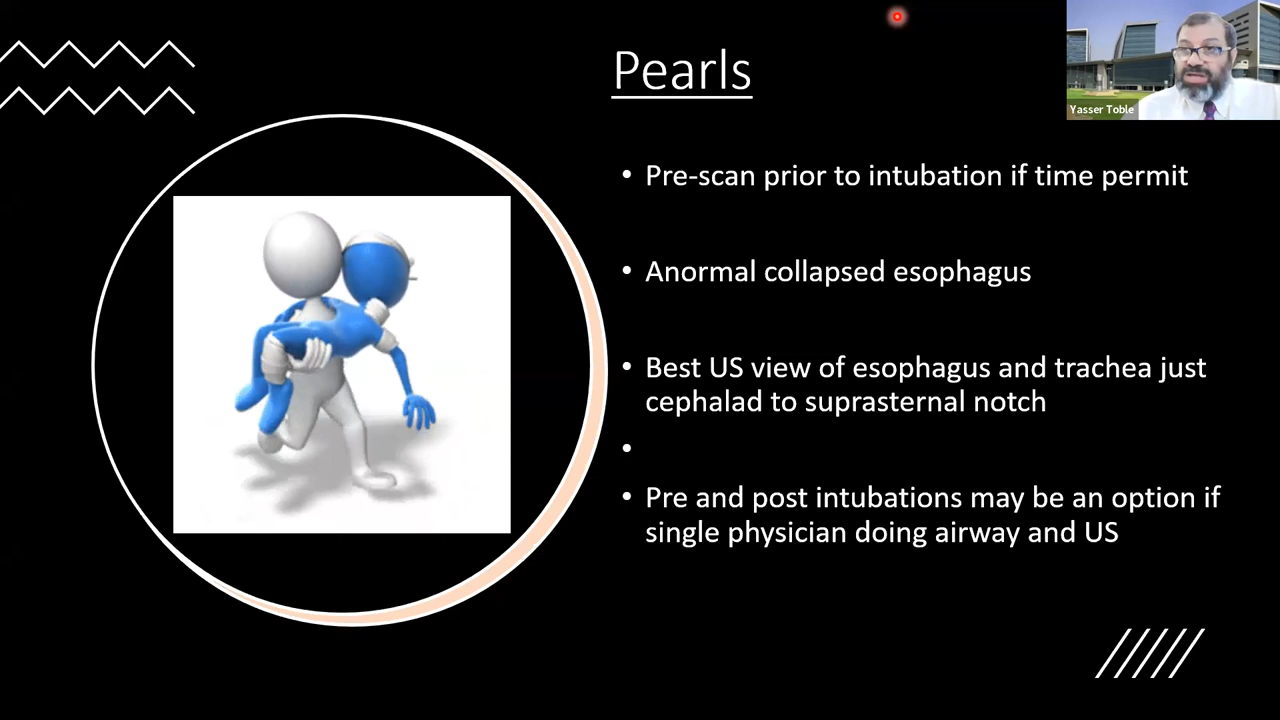 Pearls
Yasser Toble
• Pre-scan prior to intubation if time permit
• Anormal collapsed esophagus
• Best US view of esophagus and trachea just
cephalad to suprasternal notch
•
• Pre and post intubations may be an option if
single physician doing airway and US